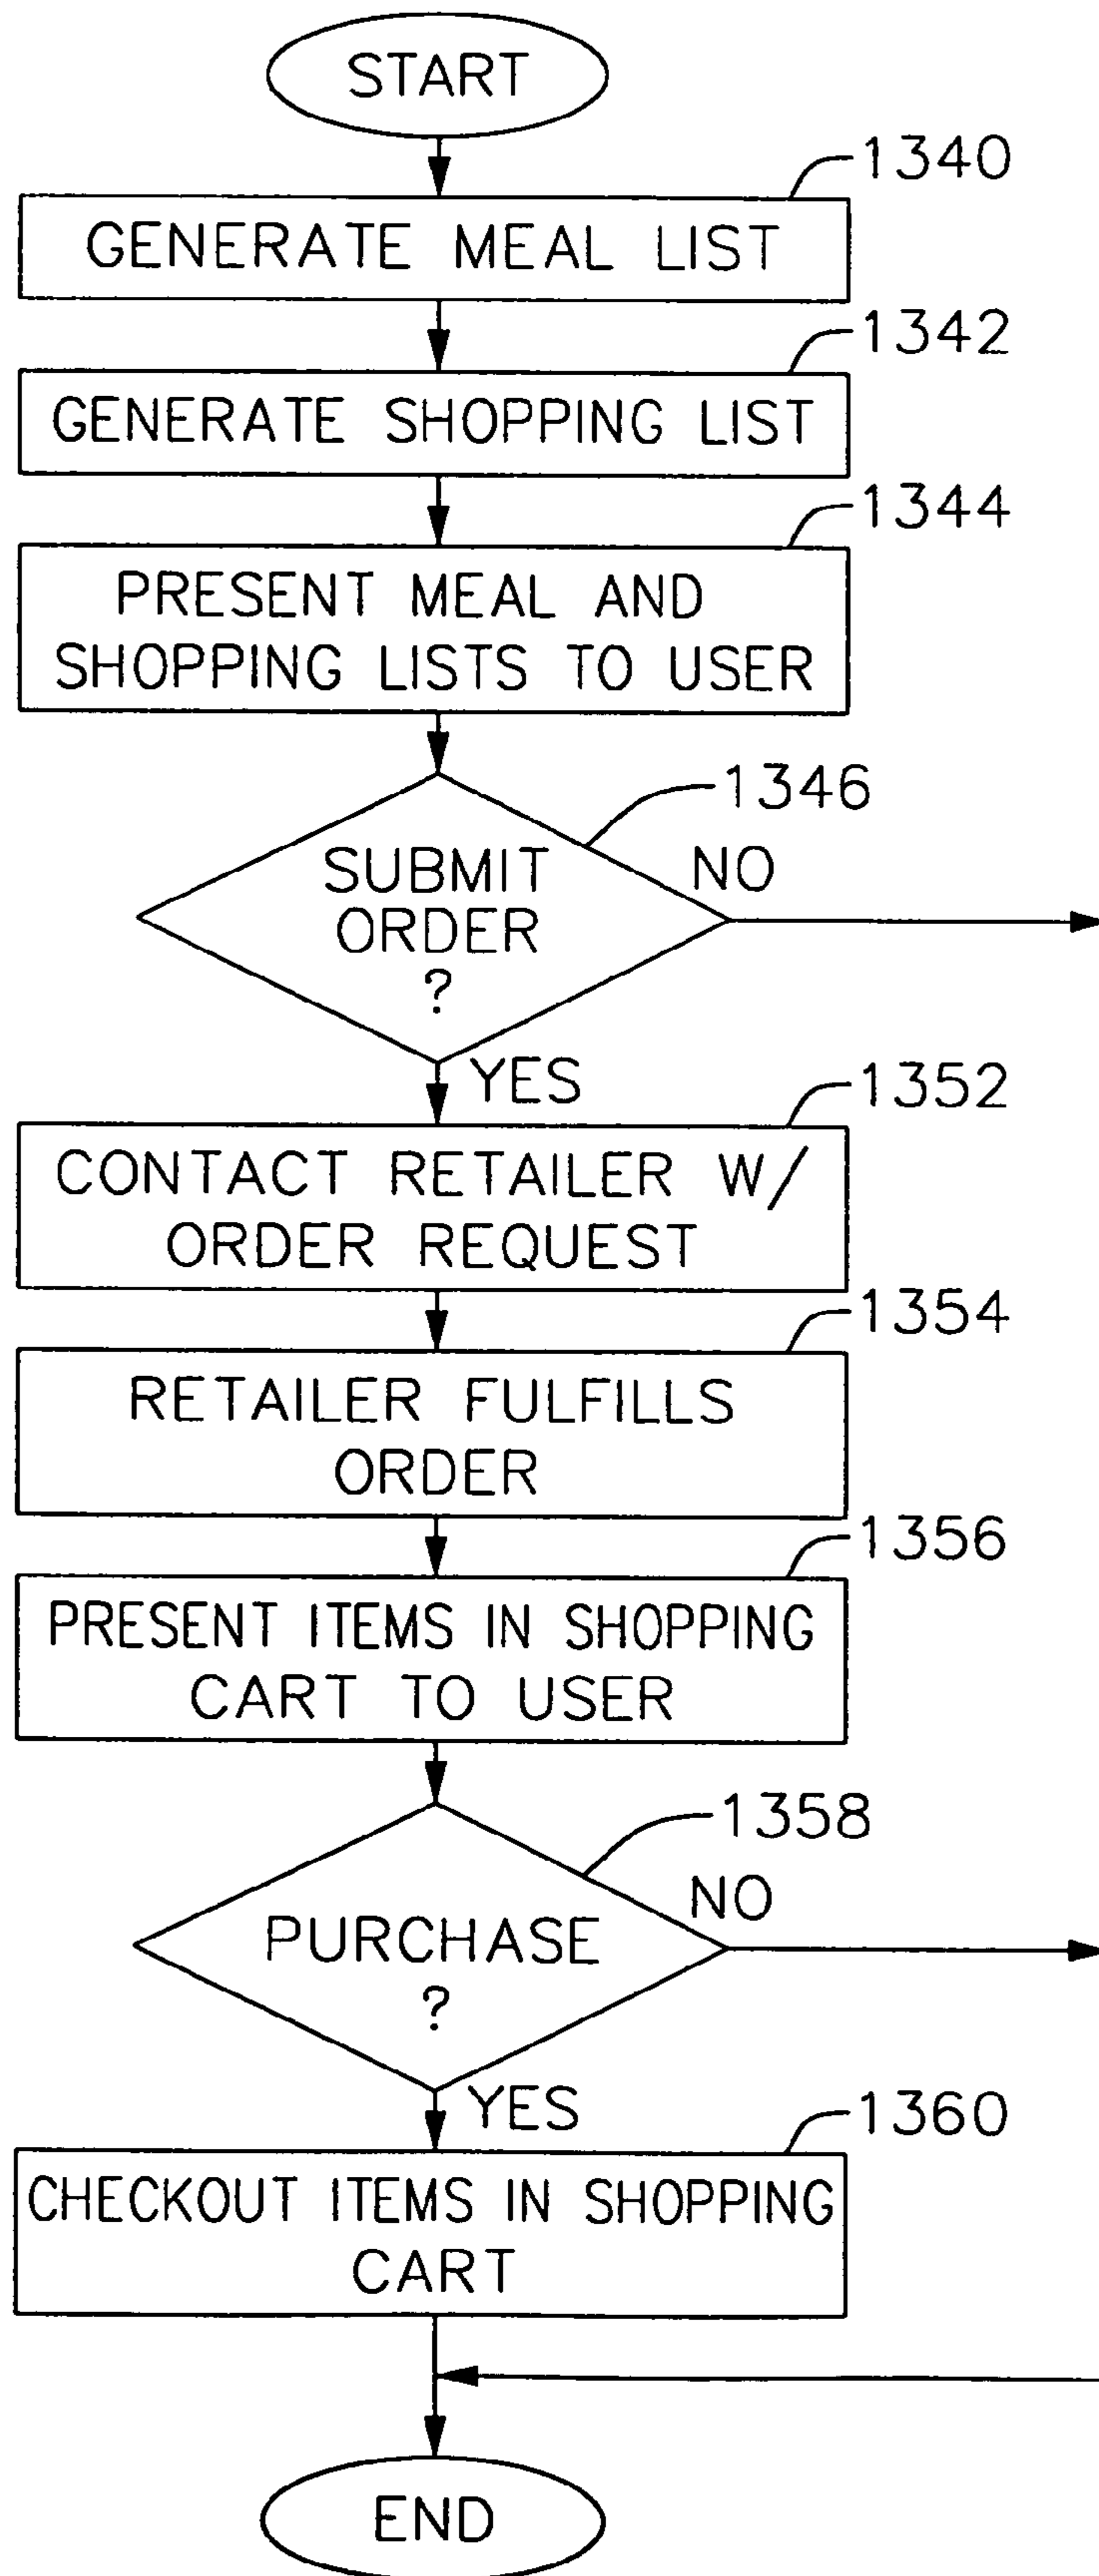 START
1340
GENERATE MEAL LIST
1342
GENERATE SHOPPING LIST
1344
PRESENT MEAL AND
SHOPPING LISTS TO USER
1346
SUBMIT
ORDER
?
NO
YES
1352
CONTACT RETAILER W/
ORDER REQUEST
1354
RETAILER FULFILLS
ORDER
1356
PRESENT ITEMS IN SHOPPING
CART TO USER
1358
PURCHASE
?
NO
YES
1360
CHECKOUT ITEMS IN SHOPPING
CART
END